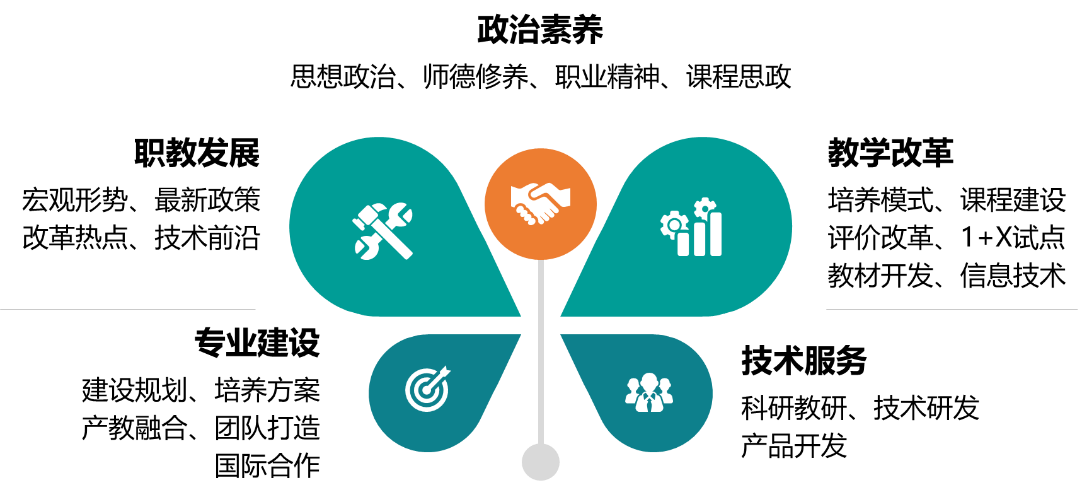 政治素养
思想政治、师德修养、职业精神、课程思政
职教发展
宏观形势、最新政策
改革热点、技术前沿
教学改革
培养模式、课程建设
评价改革、1+X试点
教材开发、信息技术
专业建设
建设规划、培养方案
产教融合、团队打造
国际合作
技术服务
科研教研、技术研发
产品开发